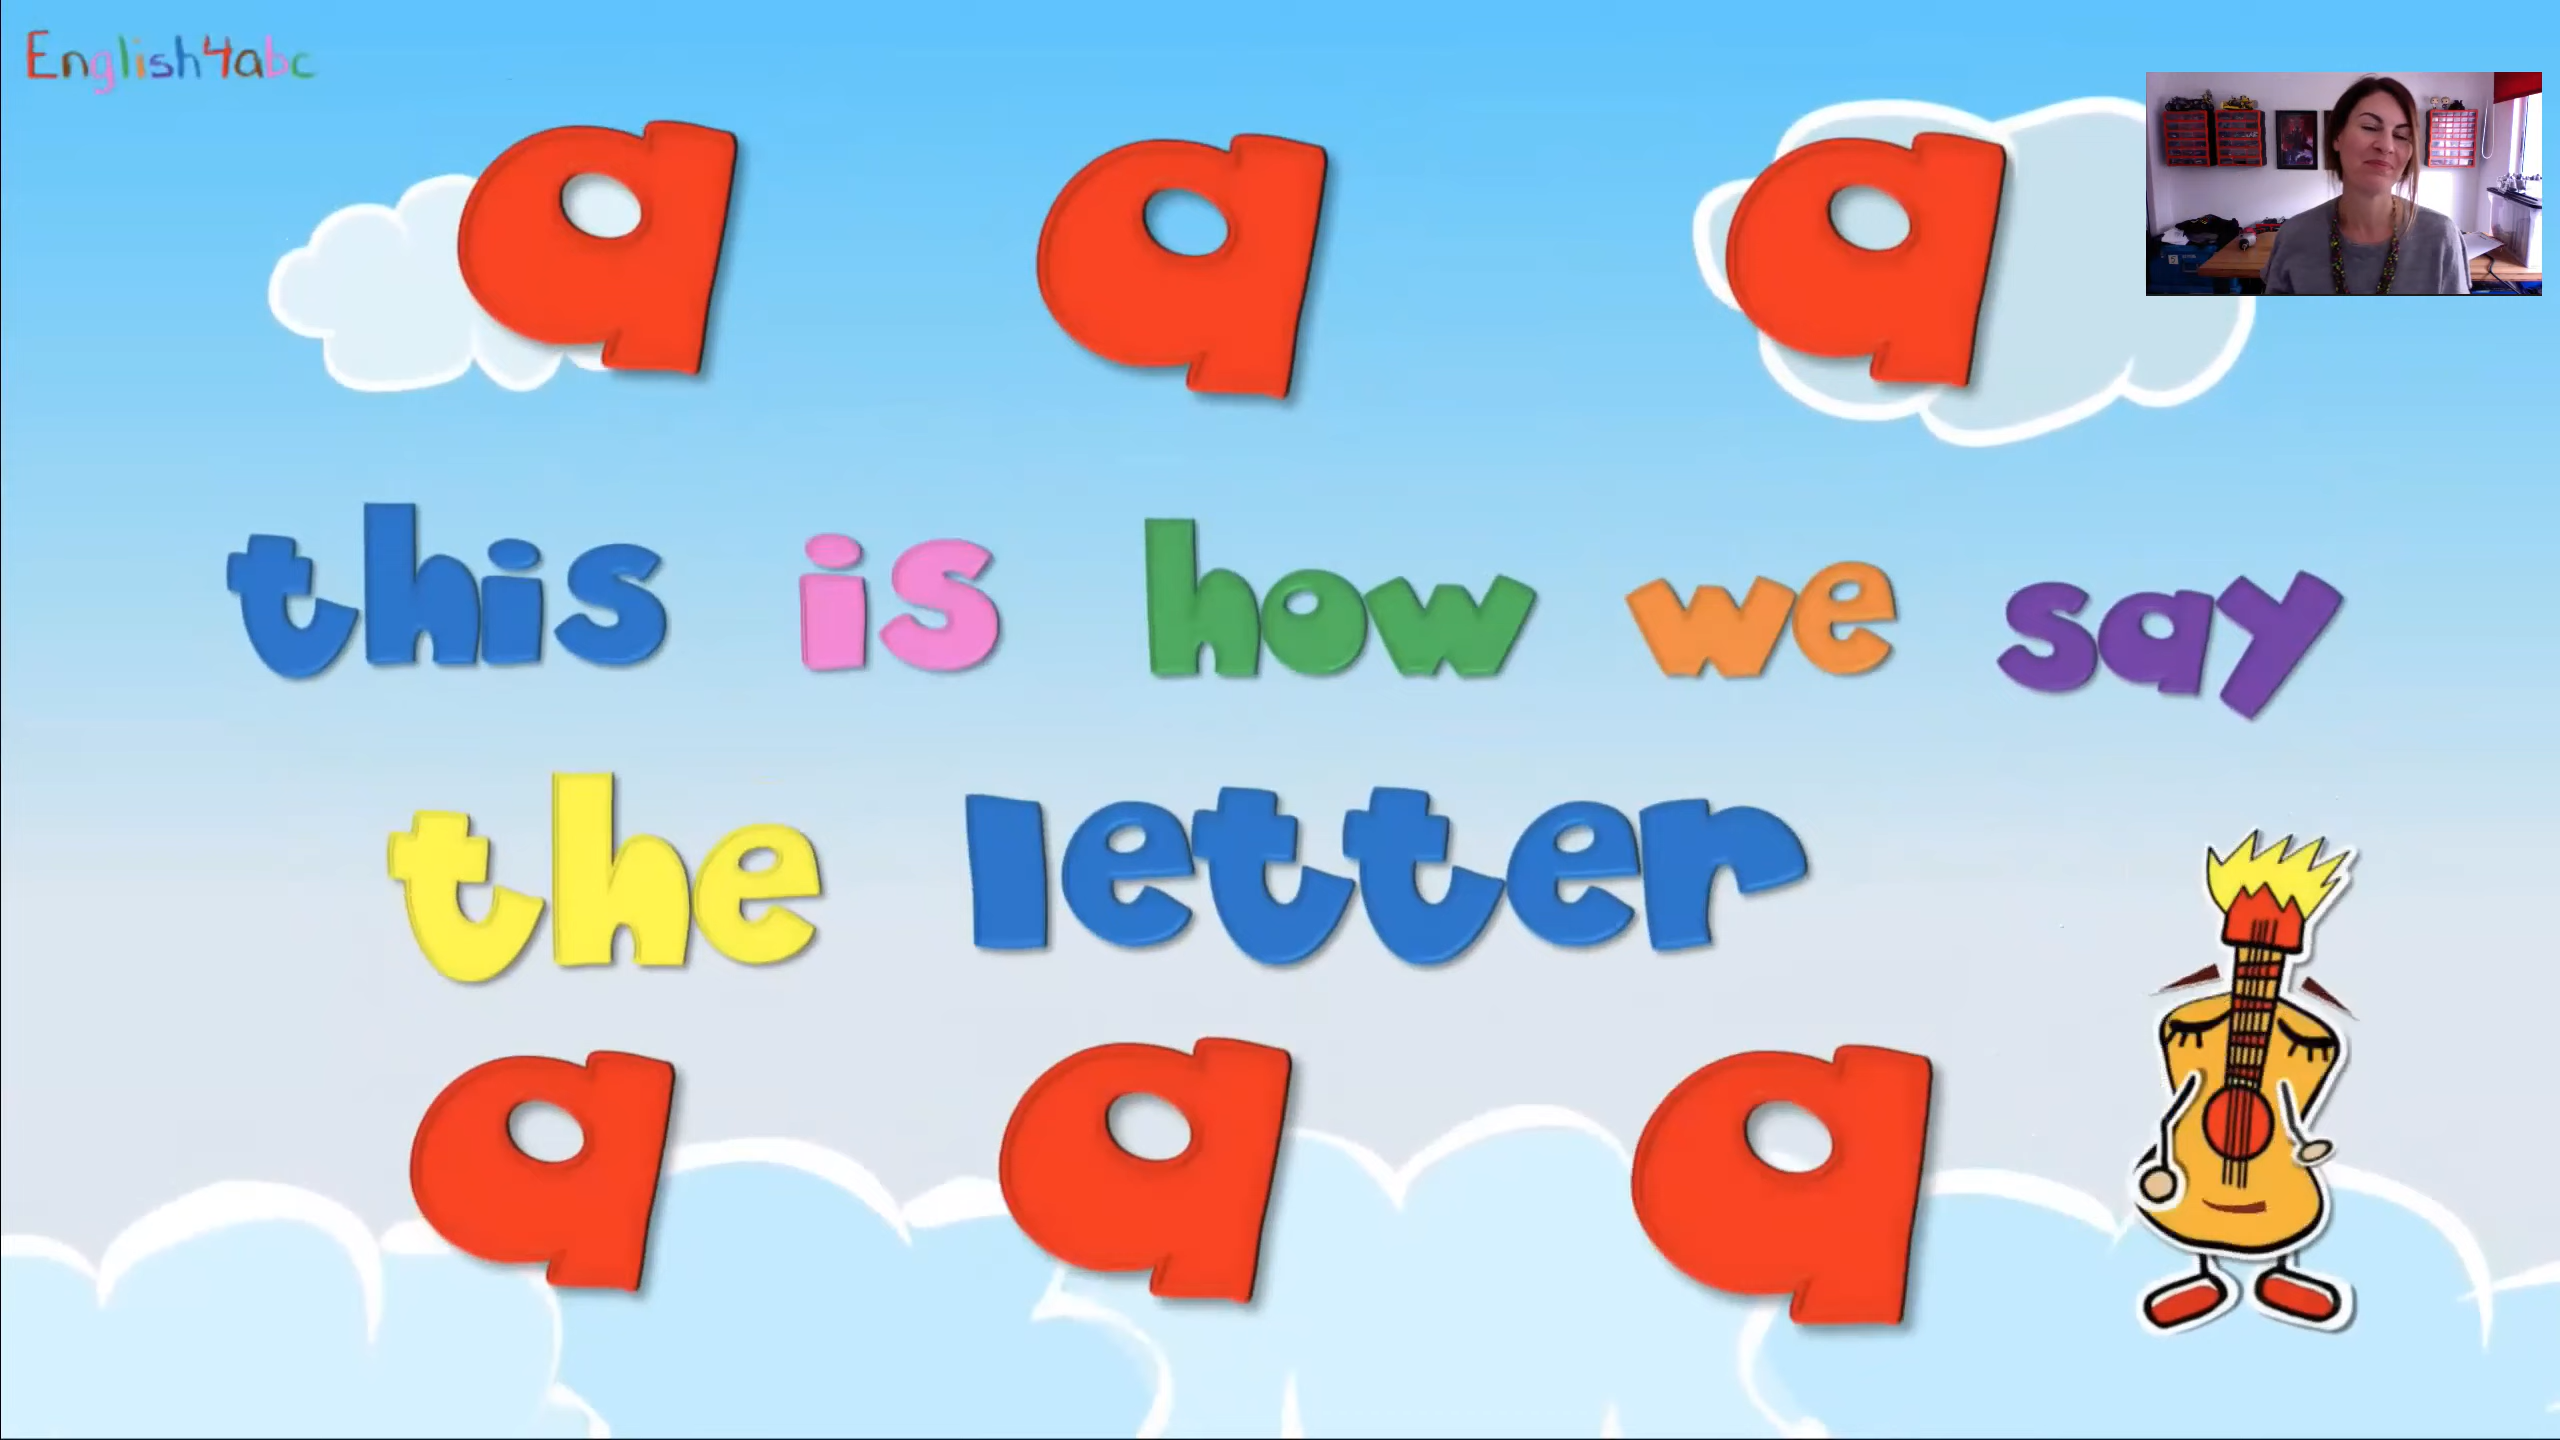 English4abc
a a a
this is how we say
the letter
a a a